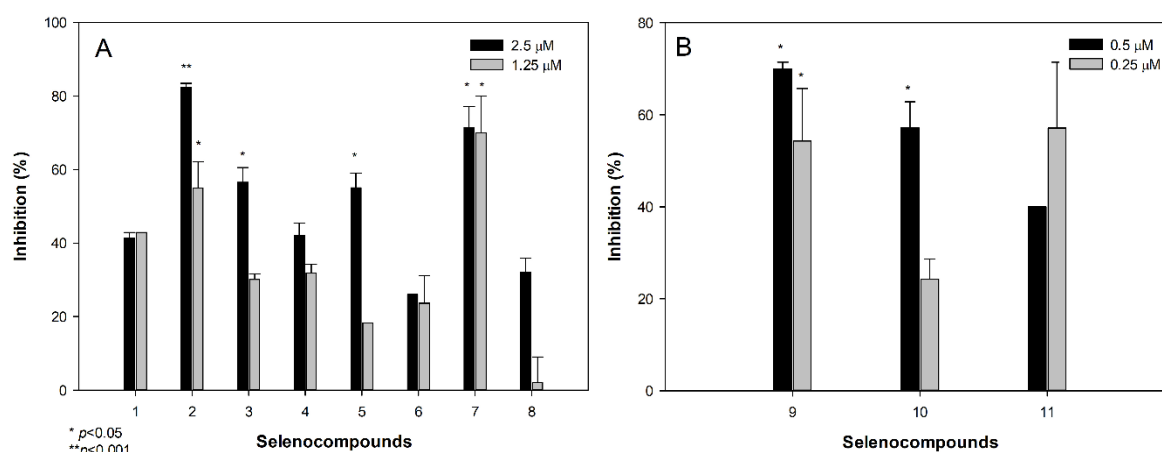 A
2.5 μM
1.25 μM
Inhibition (%)
100
80
60
40
20
0
**
*
*
*
* *
1 2 3 4 5 6 7 8
Selenocompounds
* p<0.05
**p<0.001
B
0.5 μM
0.25 μM
Inhibition (%)
80
60
40
20
0
*
*
*
9 10 11
Selenocompounds